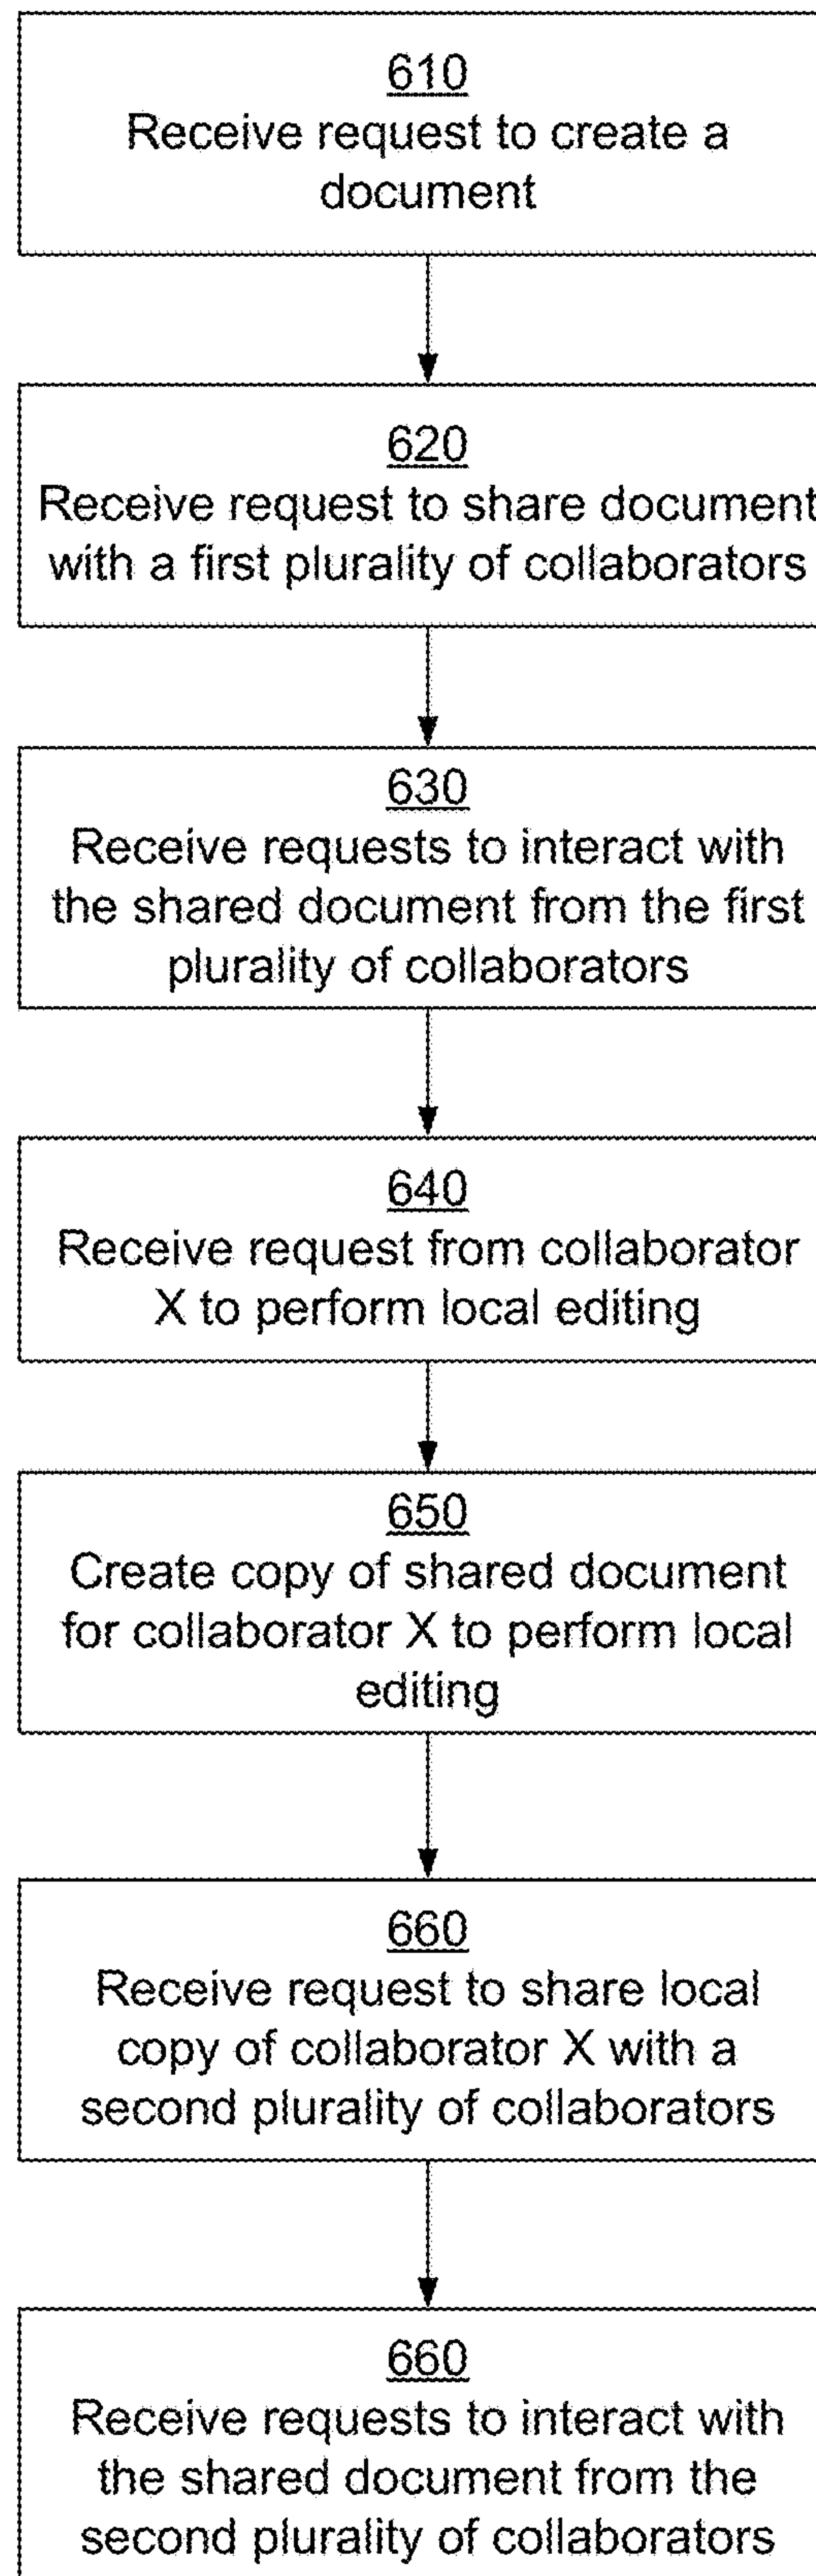 610
Receive request to create a
document
620
Receive request to share document
with a first plurality of collaborators
630
Receive requests to interact with
the shared document from the first
plurality of collaborators
640
Receive request from collaborator
X to perform local editing
650
Create copy of shared document
for collaborator X to perform local
editing
660
Receive request to share local
copy of collaborator X with a
second plurality of collaborators
660
Receive requests to interact with
the shared document from the
second plurality of collaborators